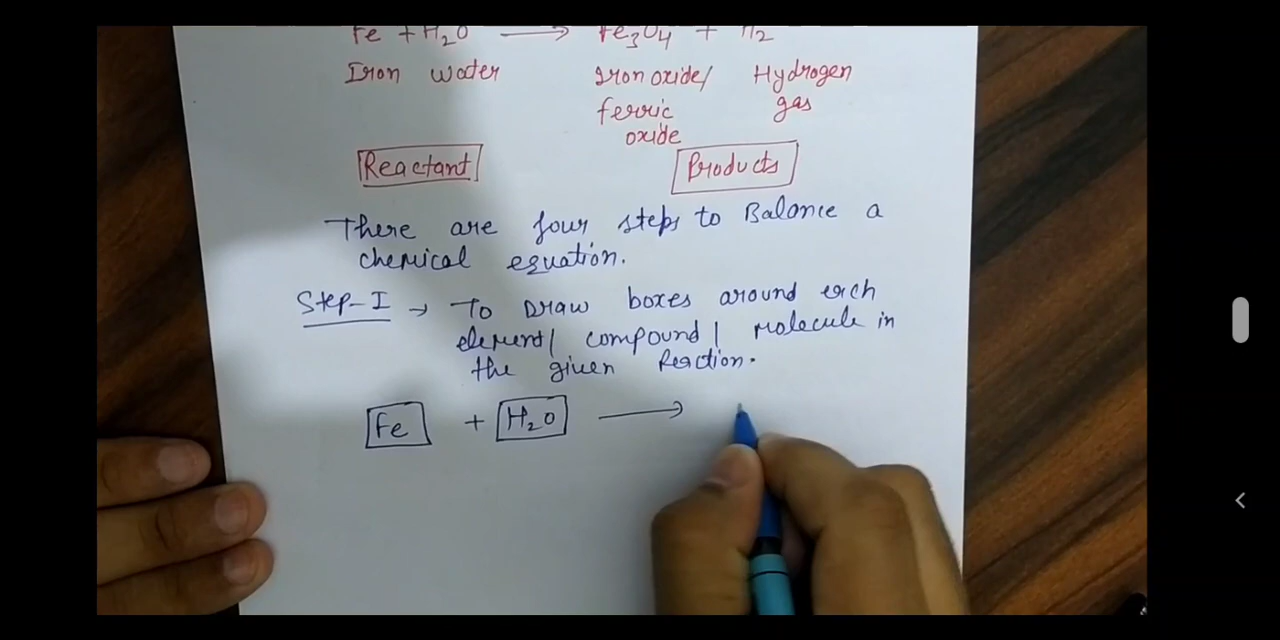 Fe + H₂O ⟶ Fe₃O₄ + H₂
Iron water Iron oxide/ Hydrogen
ferric gas
oxide
Reactant Products
There are four steps to Balance a
chemical equation.
Step-I → To Draw boxes around each
element/ compound/ molecule in
the given Reaction.
Fe + H₂O ⟶